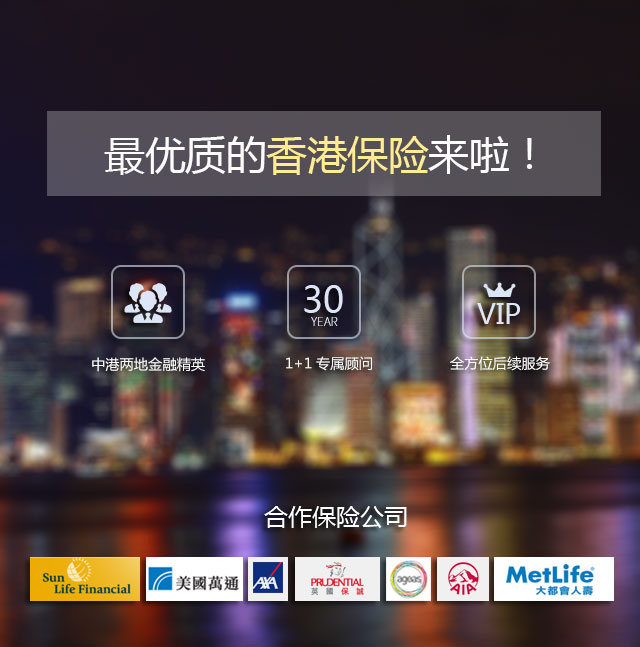 最优质的香港保险来啦！
30
YEAR
VIP
中港两地金融精英
1+1 专属顾问
全方位后续服务
合作保险公司
Sun
Life Financial
美國萬通
AXA
PRUDENTIAL
英國保誠
ageas
AIA
MetLife
大都會人壽